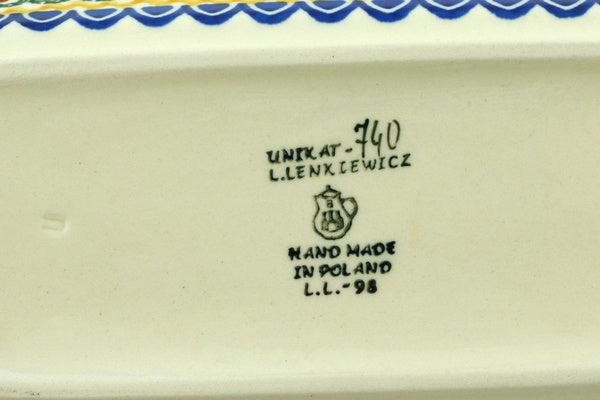 UNIKAT-740
L.LENKIEWICZ
HAND MADE
IN POLAND
L.L.-98